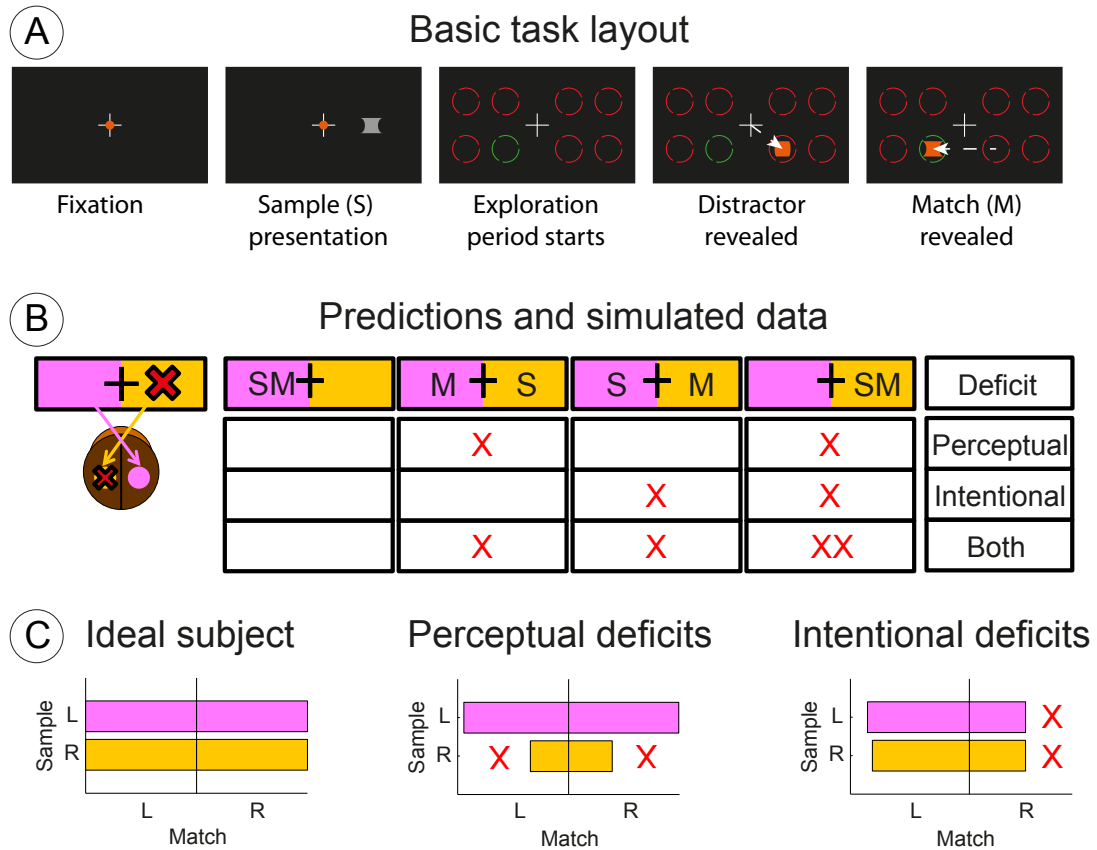 A
Basic task layout
Fixation
Sample (S)
presentation
Exploration
period starts
Distractor
revealed
Match (M)
revealed
B
Predictions and simulated data
SM
M S
S M
SM
Deficit
X X Perceptual
X X Intentional
X X XX Both
C
Ideal subject
Perceptual deficits
Intentional deficits
Sample
L
R
L R
Match
Sample
L
R
X X
L R
Match
Sample
L
R
X
X
L R
Match